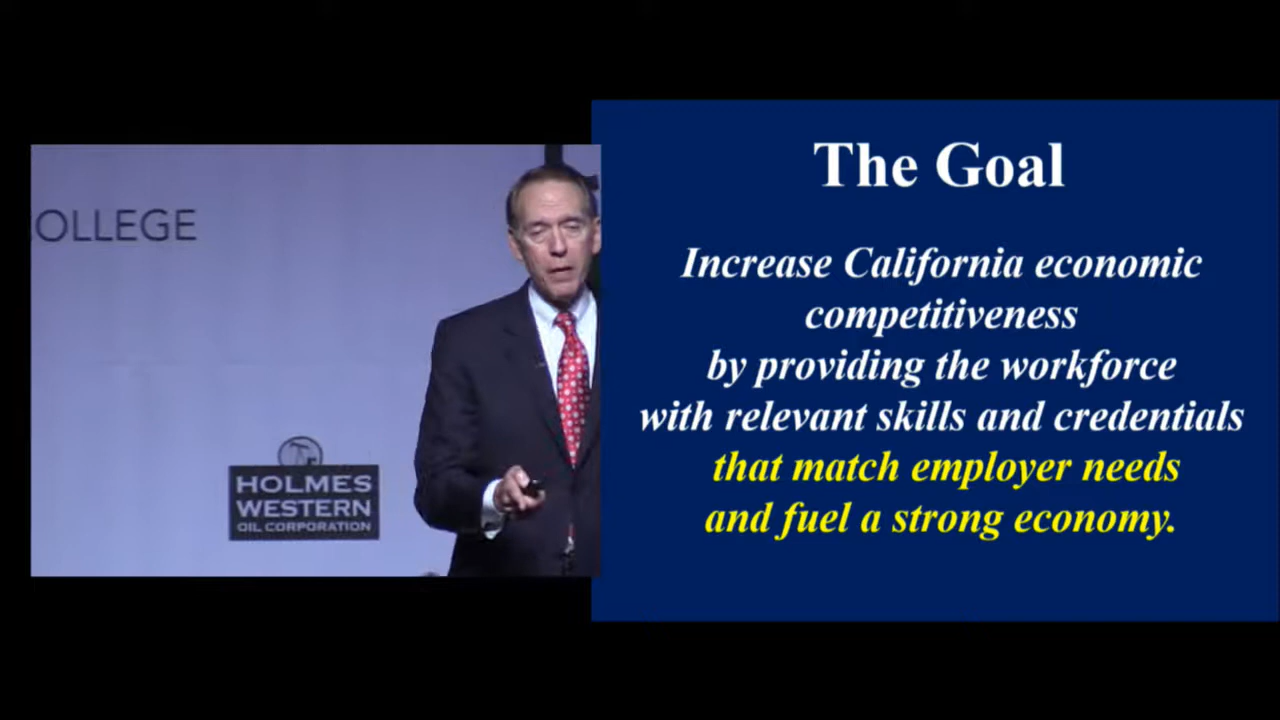 OLLEGE
HOLMES
WESTERN
OIL CORPORATION
The Goal
Increase California economic
competitiveness
by providing the workforce
with relevant skills and credentials
that match employer needs
and fuel a strong economy.